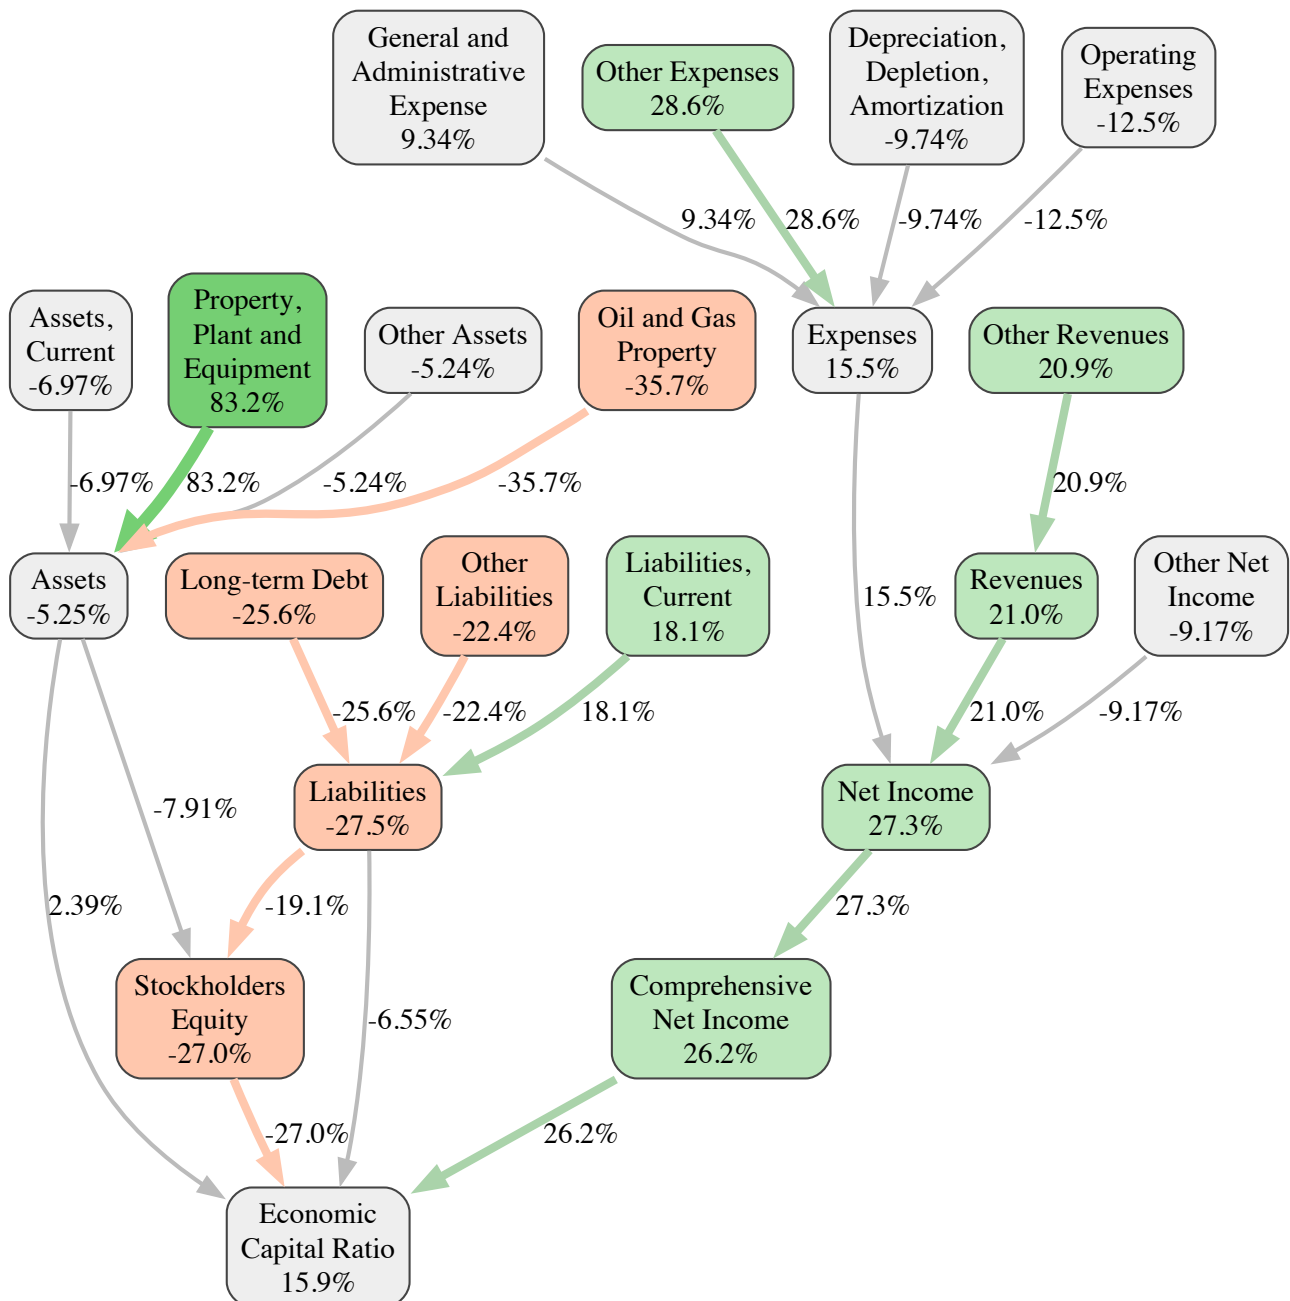 General and
Administrative
Expense
9.34%
Other Expenses
28.6%
Depreciation,
Depletion,
Amortization
-9.74%
Operating
Expenses
-12.5%
9.34%
28.6%
-9.74%
-12.5%
Assets,
Current
-6.97%
Property,
Plant and
Equipment
83.2%
Other Assets
-5.24%
Oil and Gas
Property
-35.7%
Expenses
15.5%
Other Revenues
20.9%
-6.97%
83.2%
-5.24%
-35.7%
20.9%
Assets
-5.25%
Long-term Debt
-25.6%
Other
Liabilities
-22.4%
Liabilities,
Current
18.1%
15.5%
Revenues
21.0%
Other Net
Income
-9.17%
-25.6%
-22.4%
18.1%
21.0%
-9.17%
-7.91%
Liabilities
-27.5%
Net Income
27.3%
2.39%
-19.1%
27.3%
Stockholders
Equity
-27.0%
-6.55%
Comprehensive
Net Income
26.2%
-27.0%
26.2%
Economic
Capital Ratio
15.9%